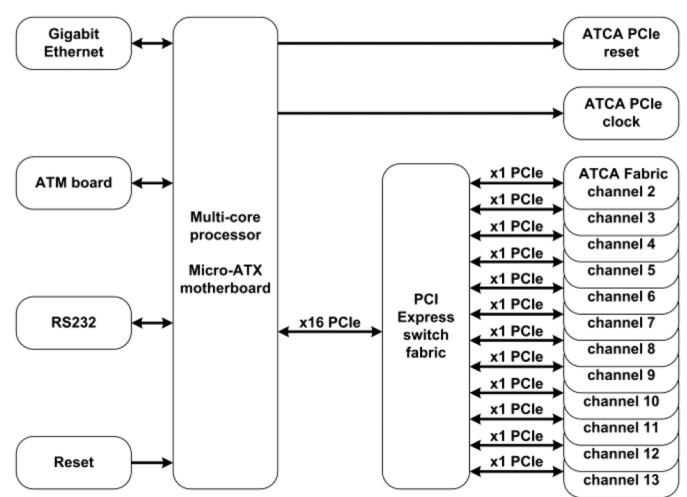 Gigabit
Ethernet
ATM board
RS232
Reset
Multi-core
processor
Micro-ATX
motherboard
x16 PCIe
PCI
Express
switch
fabric
ATCA PCIe
reset
ATCA PCIe
clock
x1 PCIe
x1 PCIe
x1 PCIe
x1 PCIe
x1 PCIe
x1 PCIe
x1 PCIe
x1 PCIe
x1 PCIe
x1 PCIe
x1 PCIe
x1 PCIe
ATCA Fabric
channel 2
channel 3
channel 4
channel 5
channel 6
channel 7
channel 8
channel 9
channel 10
channel 11
channel 12
channel 13